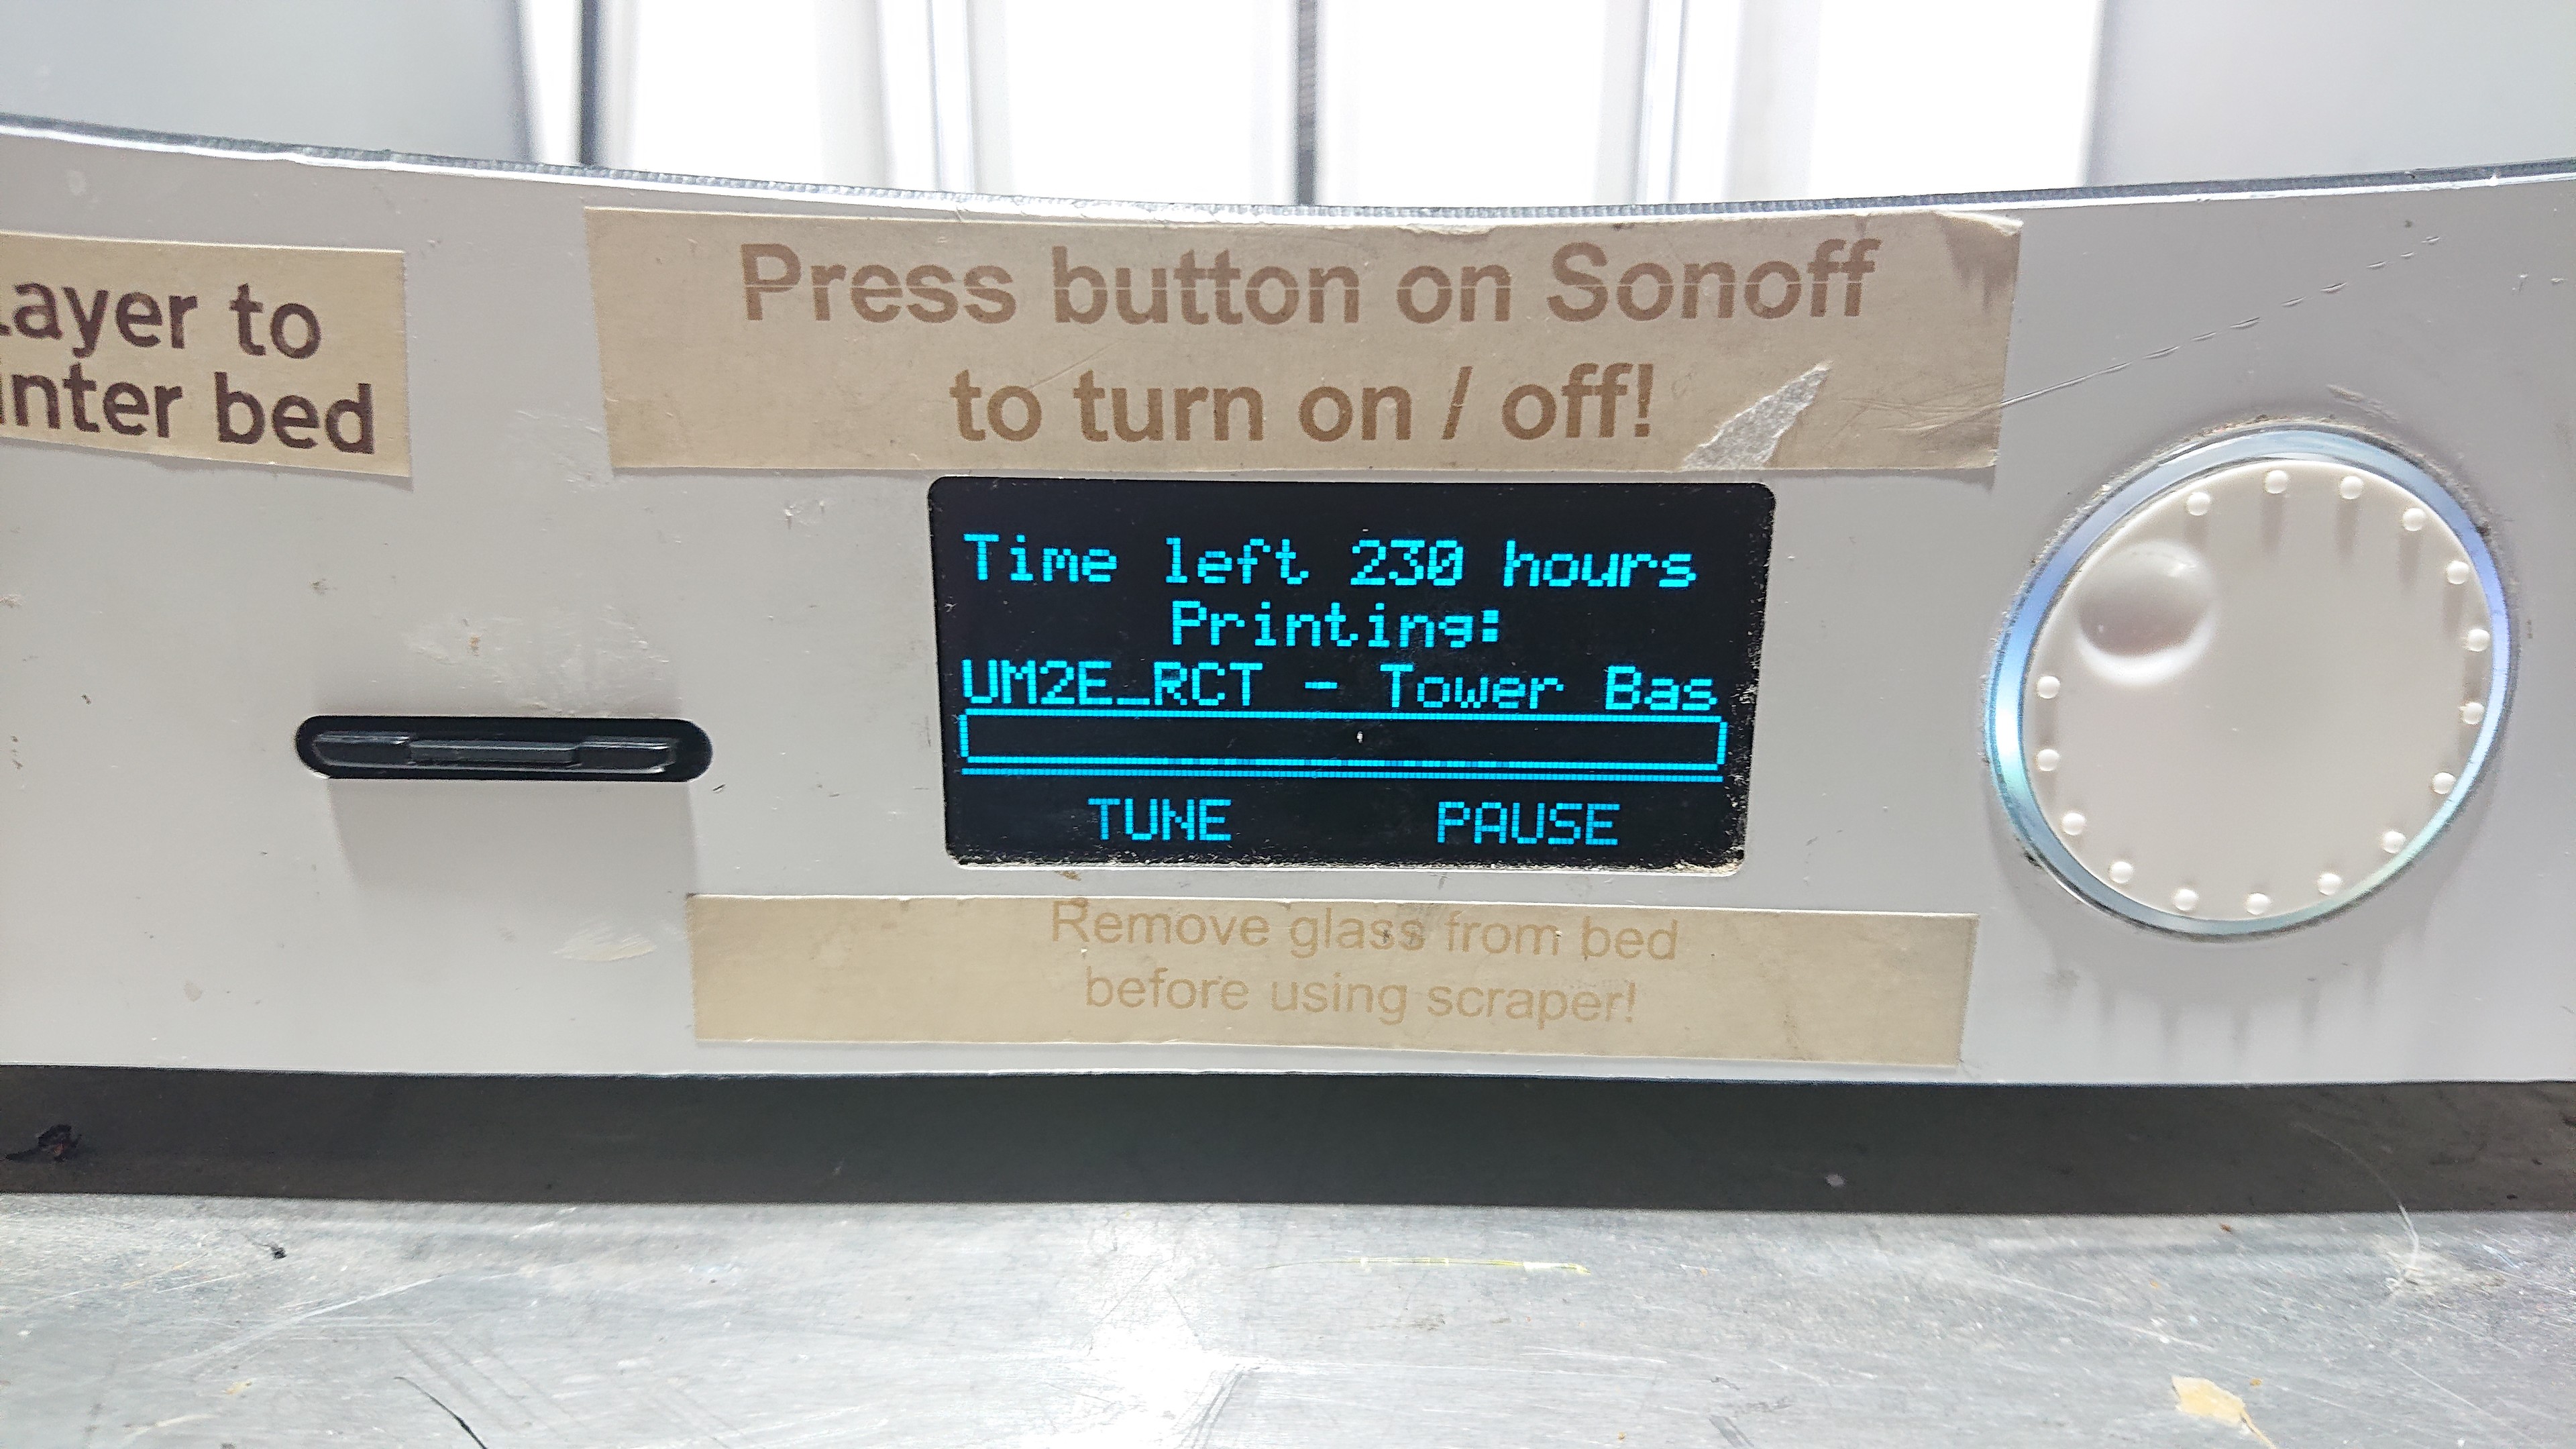 ayer to
inter bed
Press button on Sonoff
to turn on / off!
Time left 230 hours
Printing:
UM2E_RCT - Tower Bas
TUNE PAUSE
Remove glass from bed
before using scraper!